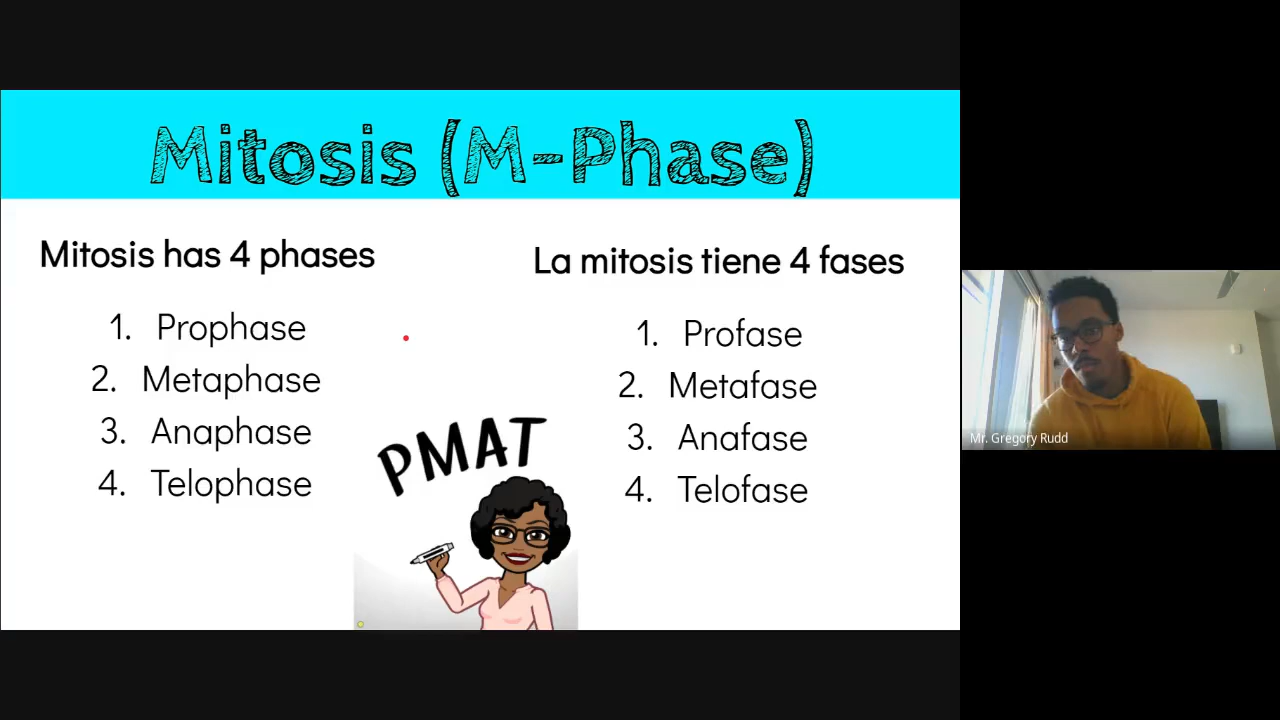 Mitosis (M-Phase)
Mitosis has 4 phases
1. Prophase
2. Metaphase
3. Anaphase
4. Telophase
PMAT
La mitosis tiene 4 fases
1. Profase
2. Metafase
3. Anafase
4. Telofase
Mr. Gregory Rudd